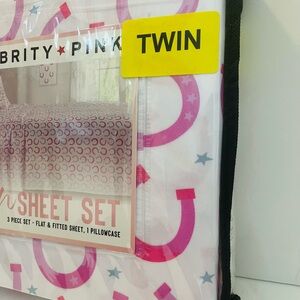 BRITY ★ PINK
TWIN
SHEET SET
3 PIECE SET - FLAT & FITTED SHEET, 1 PILLOWCASE